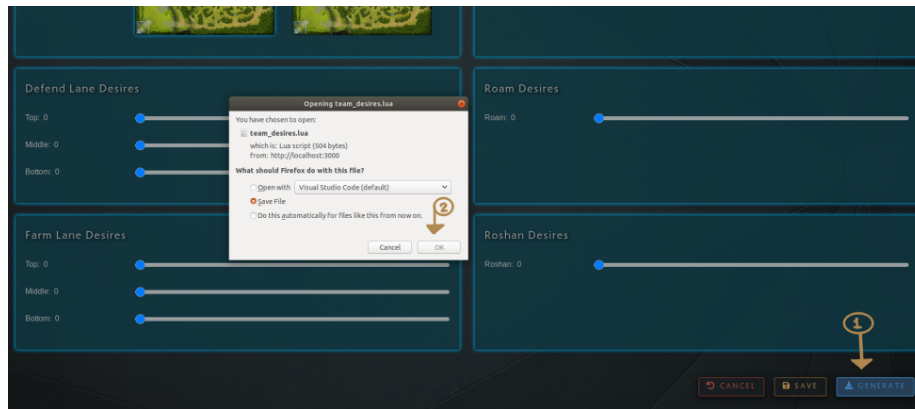 Defend Lane Desires
Top: 0
Middle: 0
Bottom: 0
Roam Desires
Roam: 0
Opening team_desires.lua
You have chosen to open:
team_desires.lua
which is: Lua script (504 bytes)
from: http://localhost:3000
What should Firefox do with this file?
Open with Visual Studio Code (default)
Save File
Do this automatically for files like this from now on.
2
Cancel OK
Farm Lane Desires
Top: 0
Middle: 0
Bottom: 0
Roshan Desires
Roshan: 0
1
CANCEL SAVE GENERATE